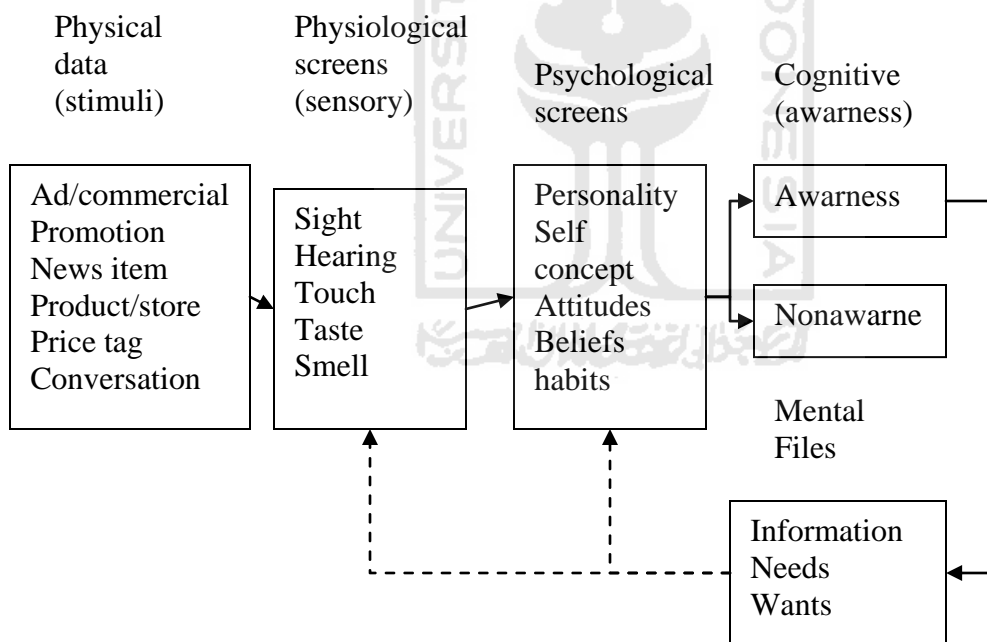 Physical
data
(stimuli)
Physiological
screens
(sensory)
Psychological
screens
Cognitive
(awarness)
Ad/commercial
Promotion
News item
Product/store
Price tag
Conversation
Sight
Hearing
Touch
Taste
Smell
Personality
Self
concept
Attitudes
Beliefs
habits
Awarness
Nonawarne
Mental
Files
Information
Needs
Wants